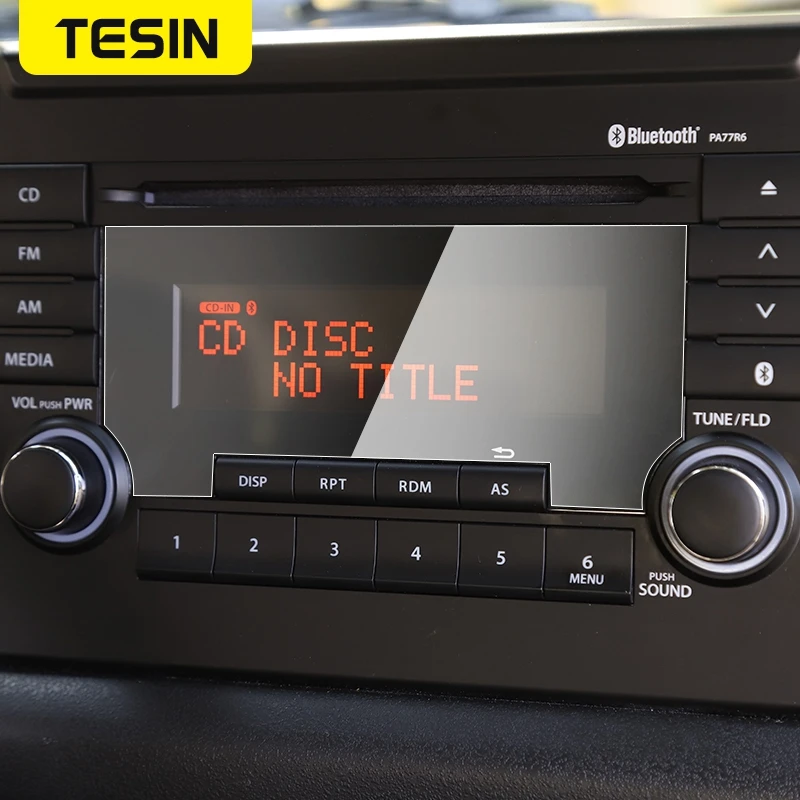 TESIN
Bluetooth® PA77R6
CD
FM
AM
MEDIA
VOL PUSH PWR
CD-IN
CD DISC
NO TITLE
TUNE/FLD
DISP RPT RDM AS
1 2 3 4 5 6
MENU
PUSH
SOUND